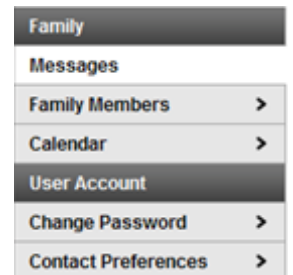 Family
Messages
Family Members >
Calendar >
User Account
Change Password >
Contact Preferences >